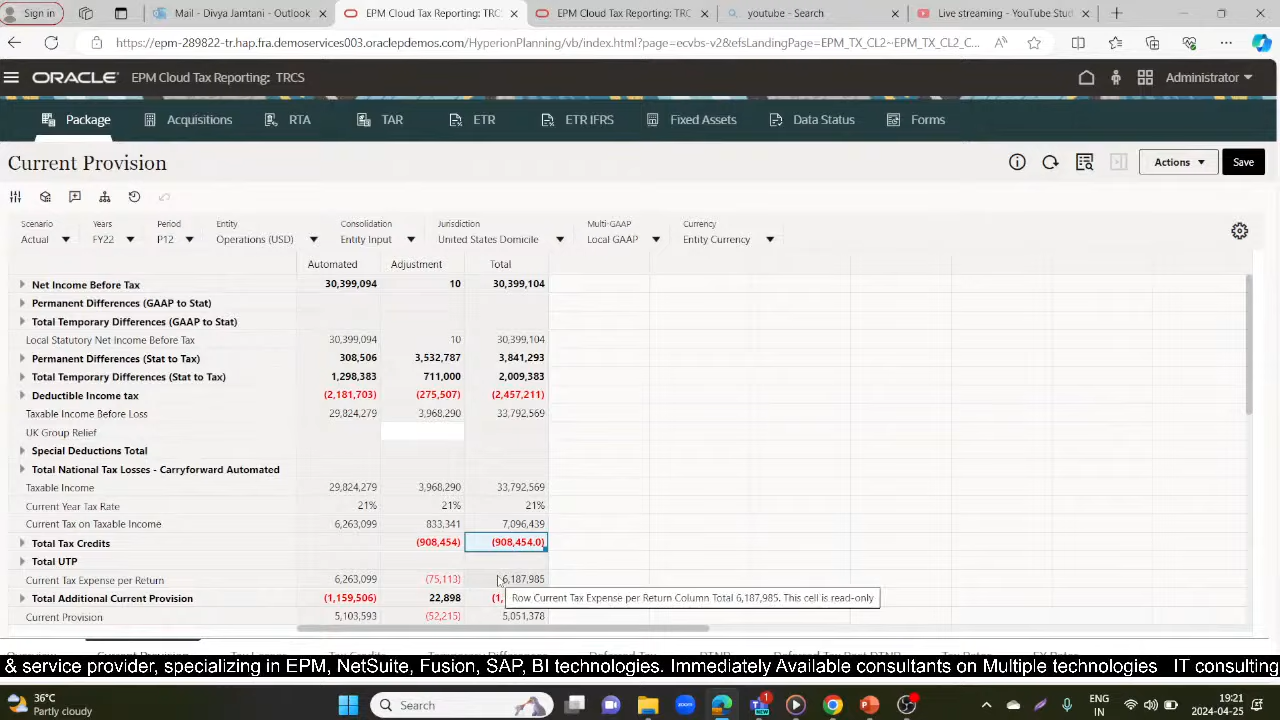 Sign in
Mail - Divya Jamtani - Outlook
EPM Cloud Tax Reporting: TRCS
EPM Cloud Tax Reporting: TRCS
youtube - Search
Live streaming - YouTube Stu
https://epm-289822-tr.hap.fra.demoservices003.oraclepdemos.com/HyperionPlanning/vb/index.html?page=ecvbs-v2&efsLandingPage=EPM_TX_CL2~EPM_TX_CL2_C...
ORACLE EPM Cloud Tax Reporting: TRCS Administrator
Package Acquisitions RTA TAR ETR ETR IFRS Fixed Assets Data Status Forms
Current Provision Actions Save
Scenario Years Period Entity Consolidation Jurisdiction Multi-GAAP Currency
Actual FY22 P12 Operations (USD) Entity Input United States Domicile Local GAAP Entity Currency
Automated Adjustment Total
Net Income Before Tax 30,399,094 10 30,399,104
Permanent Differences (GAAP to Stat)
Total Temporary Differences (GAAP to Stat)
Local Statutory Net Income Before Tax 30,399,094 10 30,399,104
Permanent Differences (Stat to Tax) 308,506 3,532,787 3,841,293
Total Temporary Differences (Stat to Tax) 1,298,383 711,000 2,009,383
Deductible Income tax (2,181,703) (275,507) (2,457,211)
Taxable Income Before Loss 29,824,279 3,968,290 33,792,569
UK Group Relief
Special Deductions Total
Total National Tax Losses - Carryforward Automated
Taxable Income 29,824,279 3,968,290 33,792,569
Current Year Tax Rate 21% 21% 21%
Current Tax on Taxable Income 6,263,099 833,341 7,096,439
Total Tax Credits (908,454) (908,454.0)
Total UTP
Current Tax Expense per Return 6,263,099 (75,113) 6,187,985
Total Additional Current Provision (1,159,506) 22,898 (1,
Row Current Tax Expense per Return Column Total 6,187,985. This cell is read-only
Current Provision 5,103,593 (52,215) 5,051,378
& service provider, specializing in EPM, NetSuite, Fusion, SAP, BI technologies. Immediately Available consultants on Multiple technologies IT consulting
36°C
Partly cloudy
Search
ENG
IN
19:21
2024-04-25